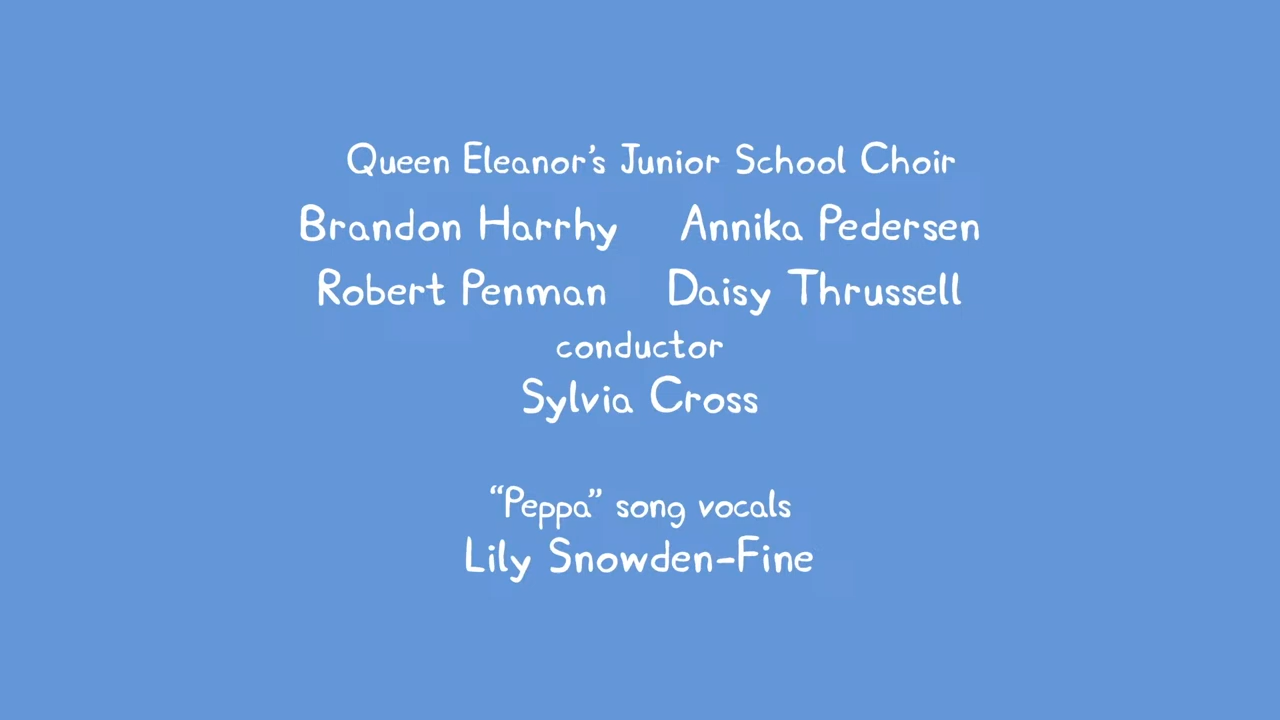 Queen Eleanor's Junior School Choir
Brandon Harrhy Annika Pedersen
Robert Penman Daisy Thrussell
conductor
Sylvia Cross
“Peppa” song vocals
Lily Snowden-Fine